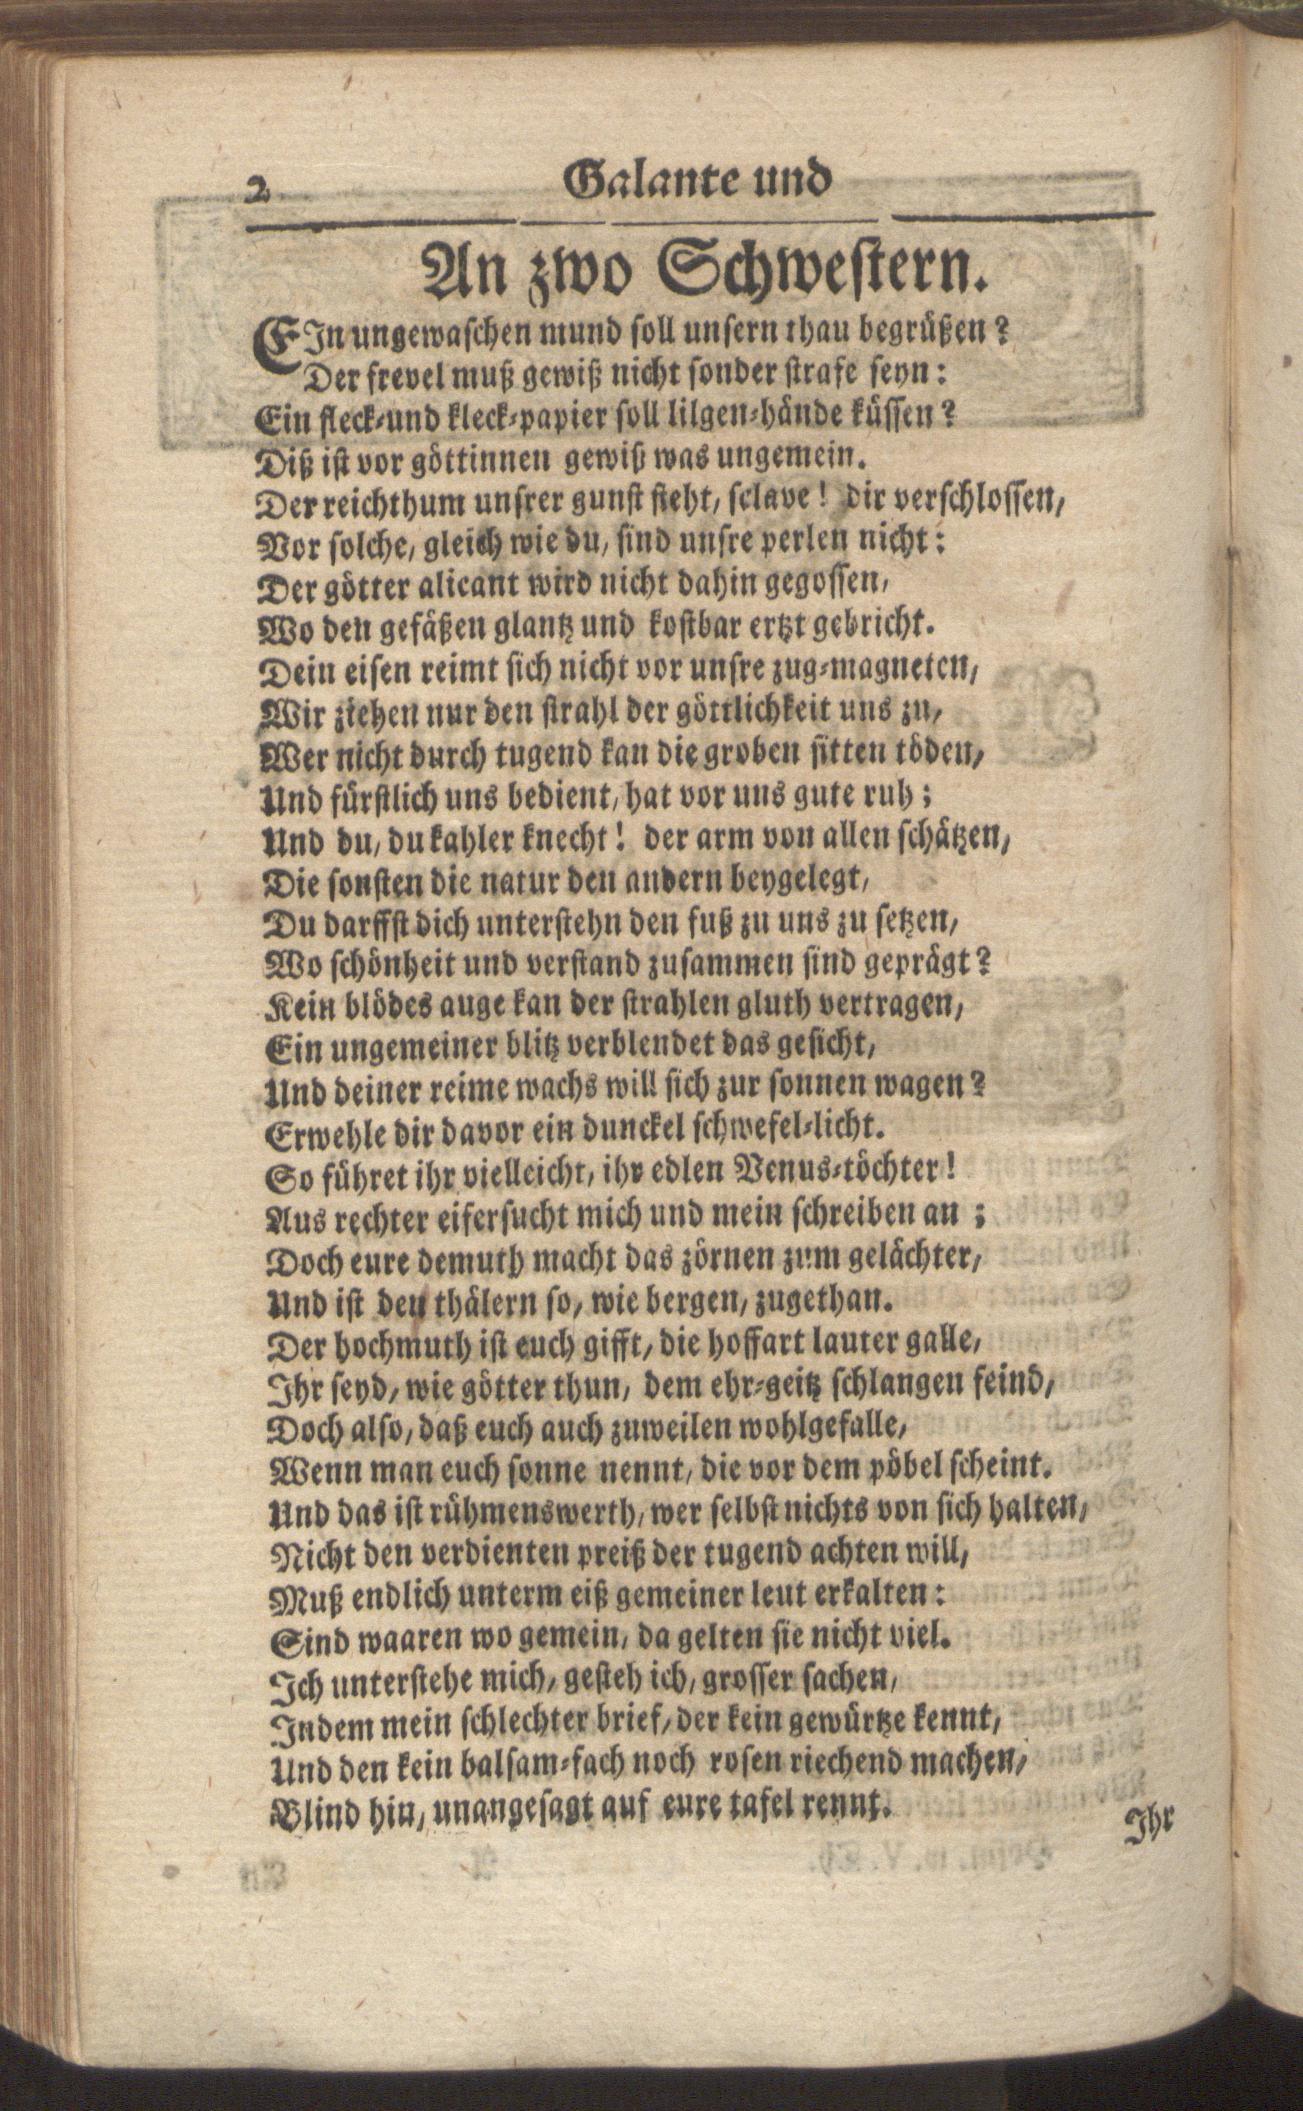 2 Galante und
An zwo Schwestern.
EJn ungewaschen mund soll unsern thau begrüßen?
Der frevel muß gewiß nicht sonder strafe seyn:
Ein fleck-und kleck-papier soll lilgen-hände küssen?
Diß ist vor göttinnen gewiß was ungemein.
Der reichthum unsrer gunst steht, sclave! dir verschlossen,
Vor solche, gleich wie du, sind unsre perlen nicht:
Der götter alicant wird nicht dahin gegossen,
Wo den gefäßen glantz und kostbar ertzt gebricht.
Dein eisen reimt sich nicht vor unsre zug-magneten,
Wir ziehen nur den strahl der göttlichkeit uns zu,
Wer nicht durch tugend kan die groben sitten töden,
Und fürstlich uns bedient, hat vor uns gute ruh;
Und du, du kahler knecht! der arm von allen schätzen,
Die sonsten die natur den andern beygelegt,
Du darffst dich unterstehn den fuß zu uns zu setzen,
Wo schönheit und verstand zusammen sind geprägt?
Kein blödes auge kan der strahlen gluth vertragen,
Ein ungemeiner blitz verblendet das gesicht,
Und deiner reime wachs will sich zur sonnen wagen?
Erwehle dir davor ein dunckel schwefel-licht.
So führet ihr vielleicht, ihr edlen Venus-töchter!
Aus rechter eifersucht mich und mein schreiben an;
Doch eure demuth macht das zörnen zum gelächter,
Und ist den thälern so, wie bergen, zugethan.
Der hochmuth ist euch gifft, die hoffart lauter galle,
Jhr seyd, wie götter thun, dem ehr-geitz schlangen feind,
Doch also, daß euch auch zuweilen wohlgefalle,
Wenn man euch sonne nennt, die vor dem pöbel scheint.
Und das ist rühmenswerth, wer selbst nichts von sich halten,
Nicht den verdienten preiß der tugend achten will,
Muß endlich unterm eiß gemeiner leut erkalten:
Sind waaren wo gemein, da gelten sie nicht viel.
Jch unterstehe mich, gesteh ich, grosser sachen,
Jndem mein schlechter brief, der kein gewürtze kennt,
Und den kein balsam-fach noch rosen riechend machen,
Blind hin, unangesagt auf eure tafel rennt.
Jhr